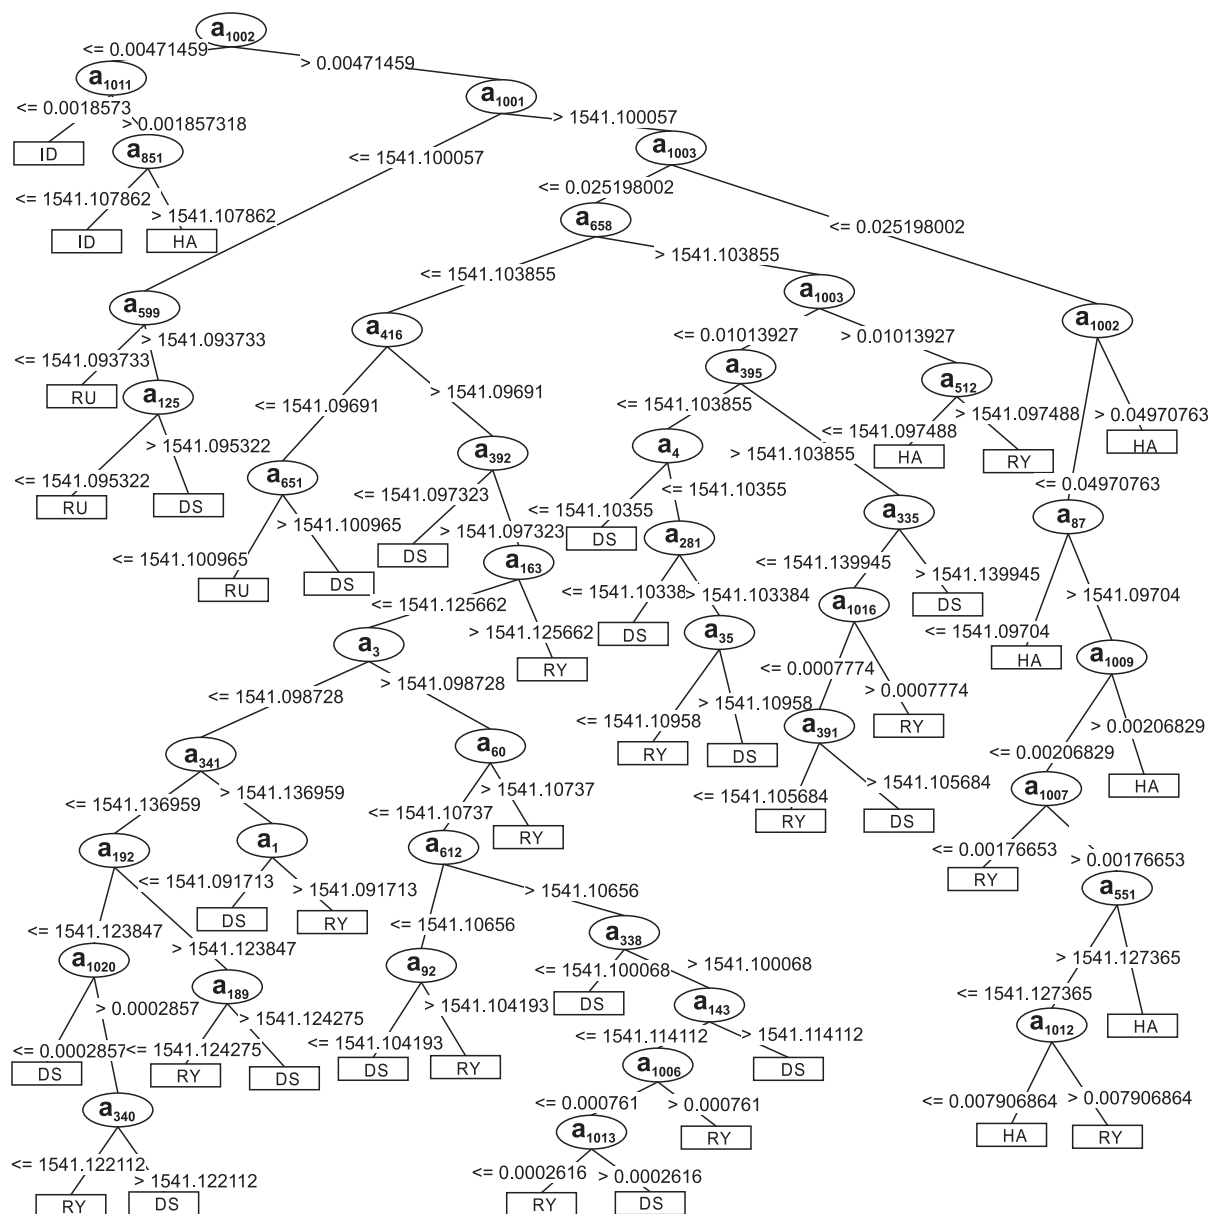 a1002
<= 0.00471459
> 0.00471459
a1011
a1001
<= 0.0018573
> 0.001857318
> 1541.100057
ID
a851
<= 1541.100057
a1003
<= 1541.107862
> 1541.107862
<= 0.025198002
<= 0.025198002
ID
HA
a658
<= 1541.103855
> 1541.103855
a599
a416
a1003
a1002
> 1541.093733
<= 1541.093733
<= 0.01013927
> 0.01013927
RU
a125
<= 1541.09691
> 1541.09691
a395
a512
<= 1541.103855
> 1541.097488
> 0.04970763
> 1541.095322
<= 1541.097488
HA
<= 1541.095322
a651
a392
a4
> 1541.103855
HA
RY
RU
DS
<= 1541.097323
<= 1541.10355
<= 0.04970763
<= 1541.10355
> 1541.100965
> 1541.097323
a335
a87
<= 1541.100965
DS
DS
a281
RU
DS
a163
<= 1541.139945
> 1541.139945
<= 1541.10338
> 1541.103384
> 1541.09704
<= 1541.125662
DS
a35
a1016
DS
<= 1541.09704
> 1541.125662
a3
RY
<= 0.0007774
HA
a1009
<= 1541.098728
> 1541.098728
> 0.0007774
> 1541.10958
<= 1541.10958
RY
a341
a60
RY
DS
a391
<= 0.00206829
> 0.00206829
> 1541.136959
> 1541.10737
> 1541.105684
a1007
HA
<= 1541.136959
<= 1541.10737
<= 1541.105684
RY
DS
a192
a1
a612
RY
<= 0.00176653
> 0.00176653
<= 1541.091713
> 1541.091713
> 1541.10656
RY
a551
DS
RY
<= 1541.10656
<= 1541.123847
> 1541.123847
a338
> 1541.127365
a1020
a92
<= 1541.100068
> 1541.100068
a189
> 1541.104193
DS
a143
<= 1541.127365
> 0.0002857
> 1541.124275
<= 1541.104193
<= 1541.114112
> 1541.114112
a1012
HA
<= 0.0002857
<= 1541.124275
DS
RY
DS
DS
RY
a1006
DS
a340
<= 0.000761
> 0.000761
<= 0.007906864
> 0.007906864
a1013
RY
HA
RY
<= 1541.122112
> 1541.122112
<= 0.0002616
> 0.0002616
RY
DS
RY
DS